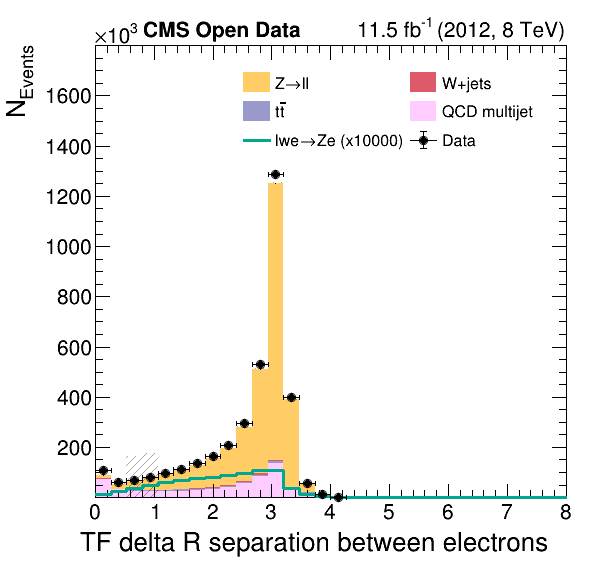 ×10³ CMS Open Data 11.5 fb⁻¹ (2012, 8 TeV)
N_Events
Z→ll W+jets
tt̄ QCD multijet
lwe→Ze (x10000) Data
1600
1400
1200
1000
800
600
400
200
0 1 2 3 4 5 6 7 8
TF delta R separation between electrons